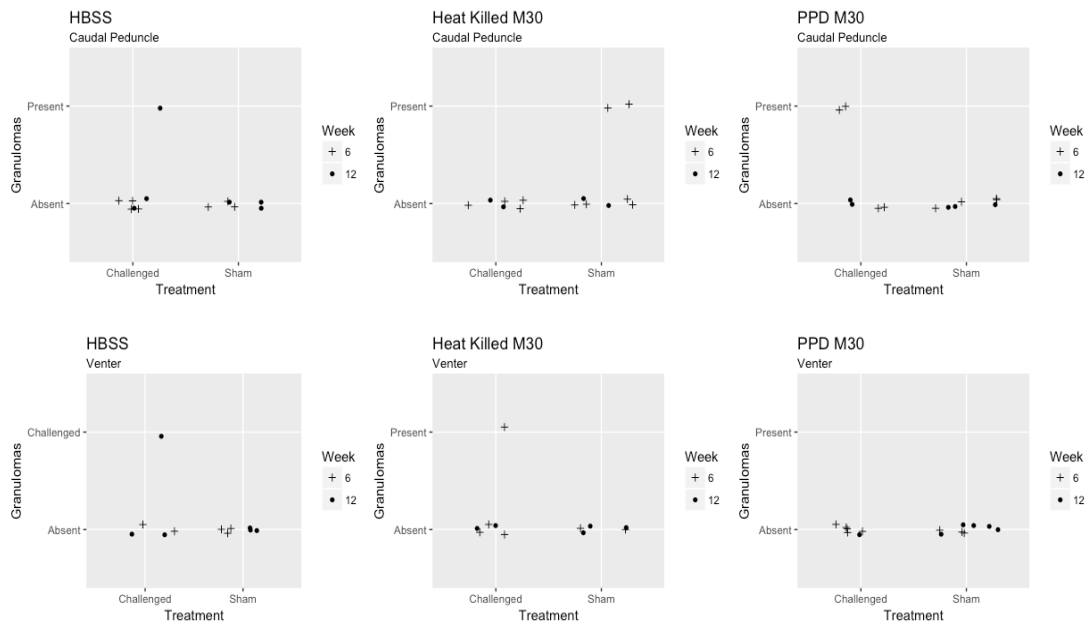 HBSS
Caudal Peduncle
Present
Absent
Granulomas
Challenged Sham
Treatment
Week
6
12
Heat Killed M30
Caudal Peduncle
Present
Absent
Granulomas
Challenged Sham
Treatment
Week
6
12
PPD M30
Caudal Peduncle
Present
Absent
Granulomas
Challenged Sham
Treatment
Week
6
12
HBSS
Venter
Challenged
Absent
Granulomas
Challenged Sham
Treatment
Week
6
12
Heat Killed M30
Venter
Present
Absent
Granulomas
Challenged Sham
Treatment
Week
6
12
PPD M30
Venter
Present
Absent
Granulomas
Challenged Sham
Treatment
Week
6
12